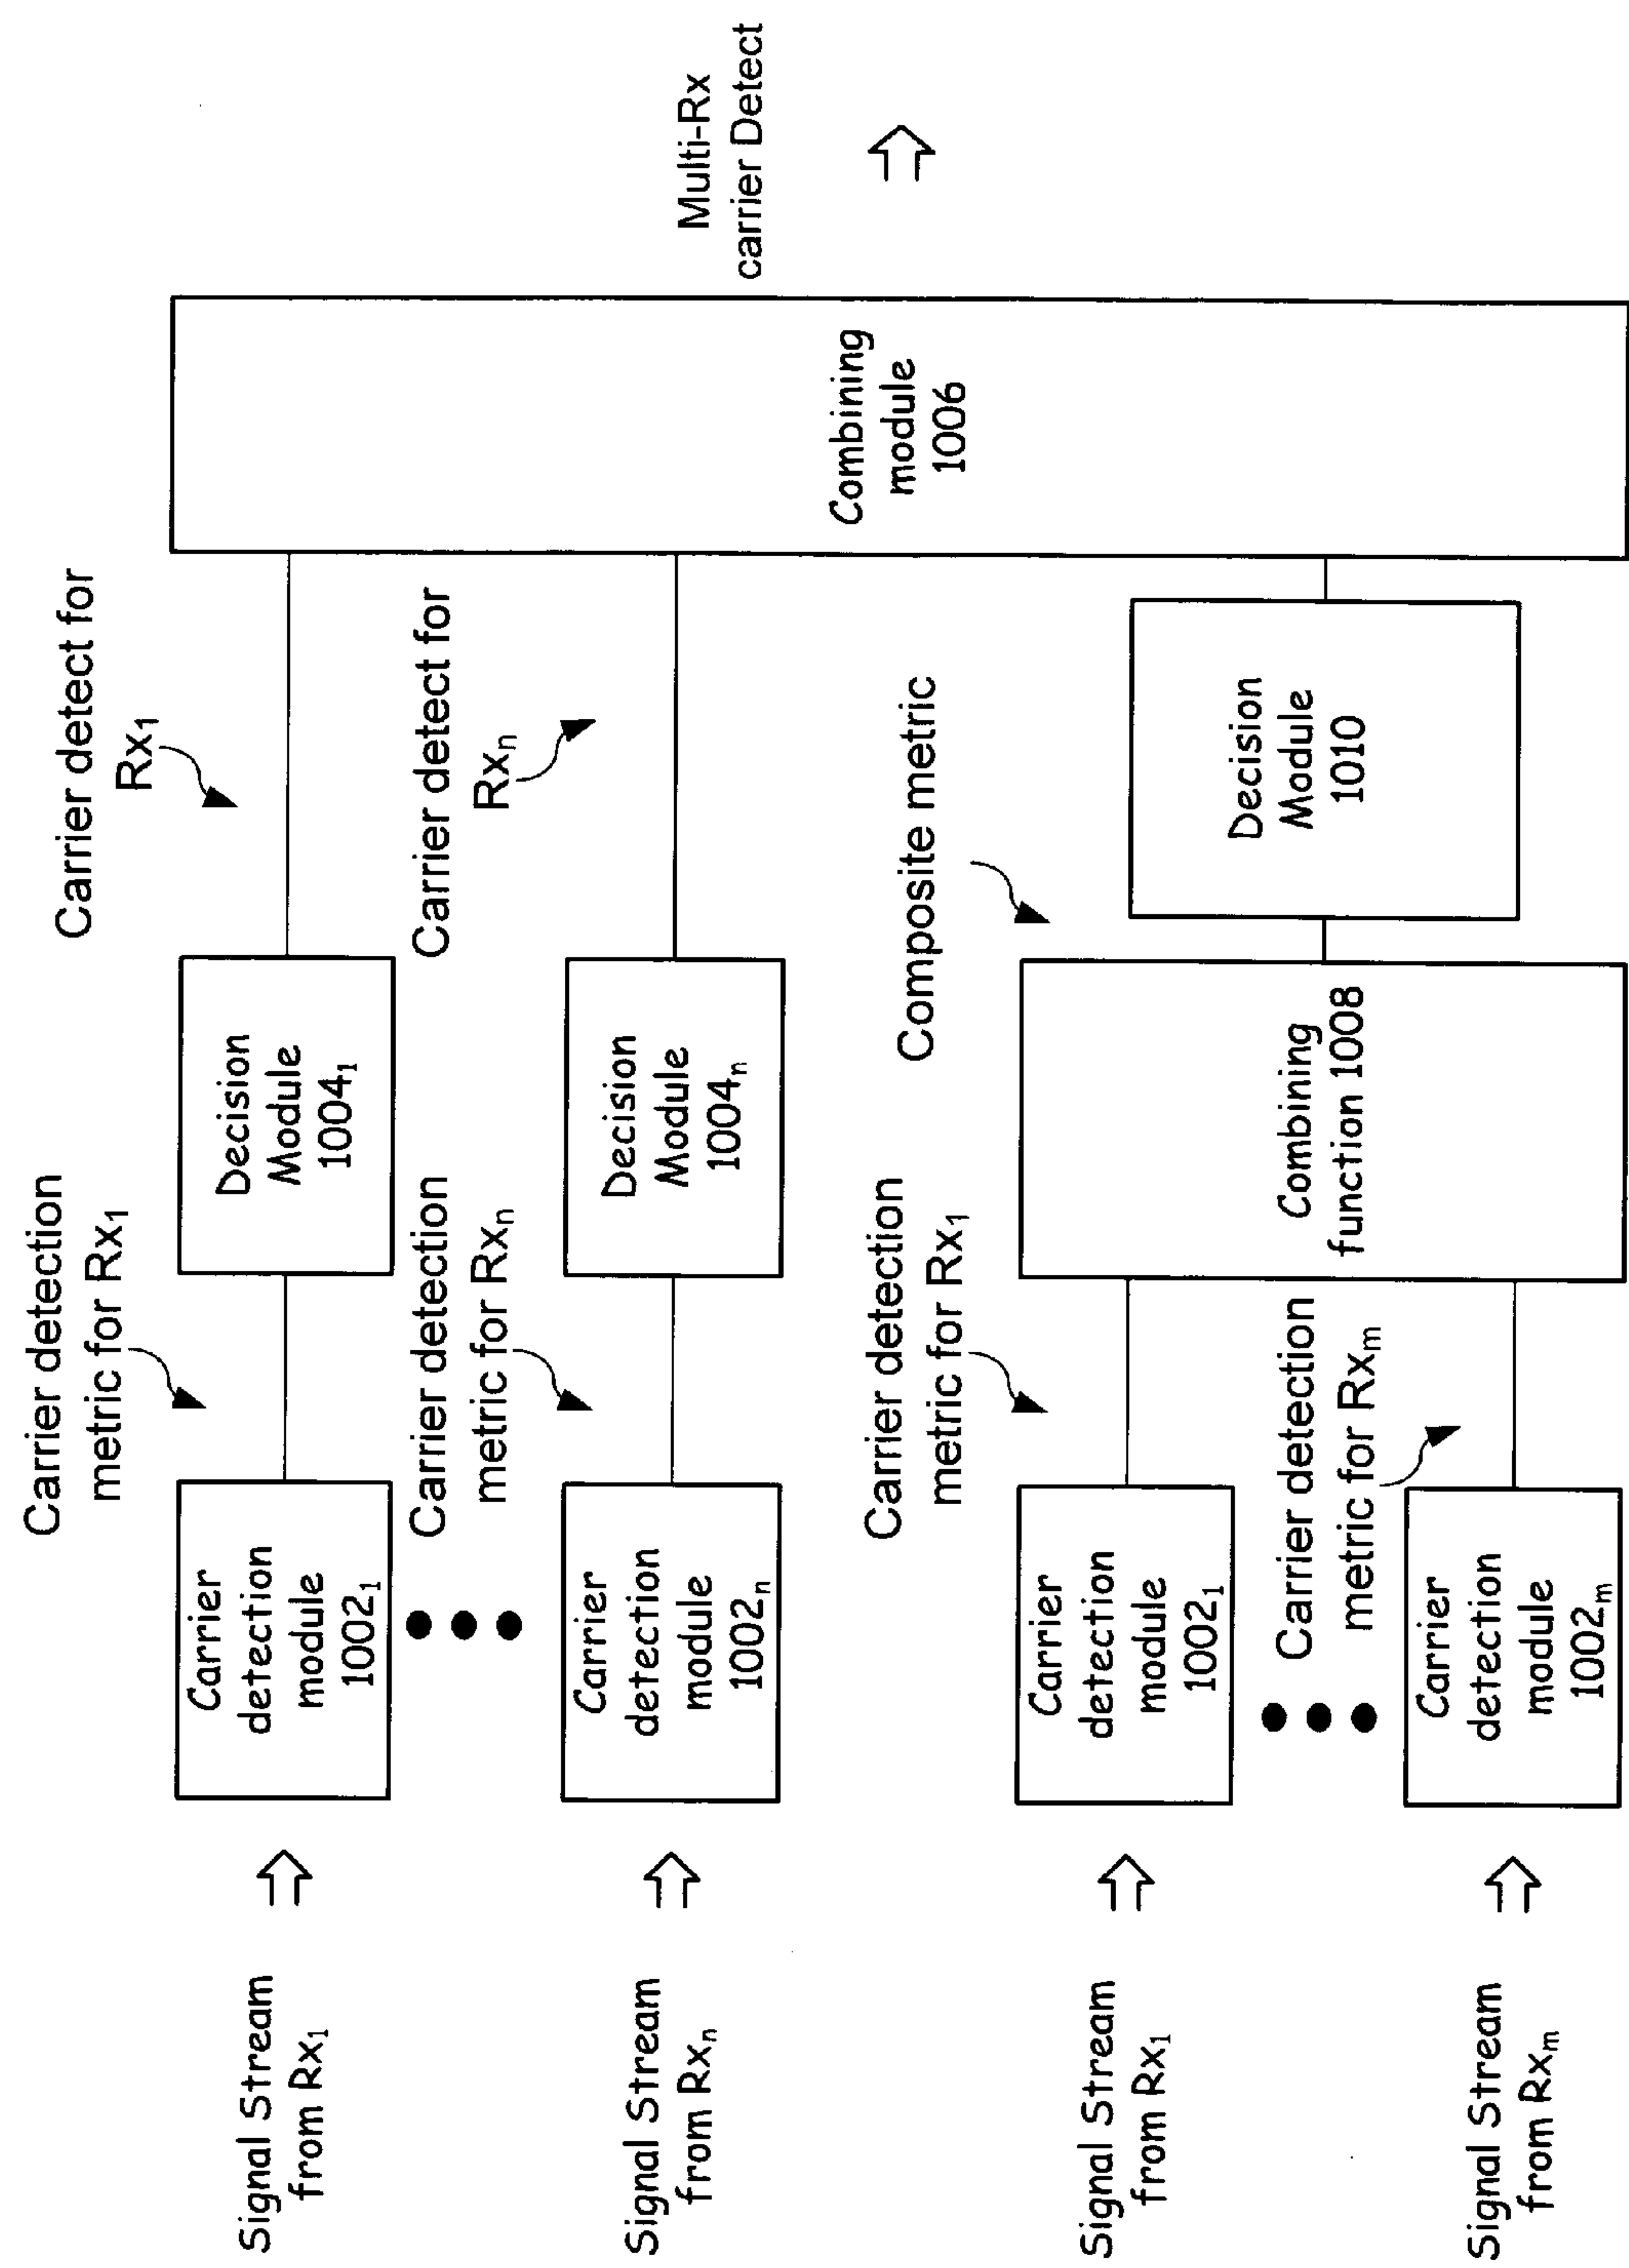 Signal Stream
from Rx₁
Carrier
detection
module
1002₁
Carrier detection
metric for Rx₁
Decision
Module
1004₁
Carrier detect for
Rx₁
Signal Stream
from Rxₙ
Carrier
detection
module
1002ₙ
Carrier detection
metric for Rxₙ
Decision
Module
1004ₙ
Carrier detect for
Rxₙ
Signal Stream
from Rx₁
Carrier
detection
module
1002₁
Carrier detection
metric for Rx₁
Signal Stream
from Rxₘ
Carrier
detection
module
1002ₘ
Carrier detection
metric for Rxₘ
Combining
function 1008
Composite metric
Decision
Module
1010
Combining
module
1006
Multi-Rx
carrier Detect